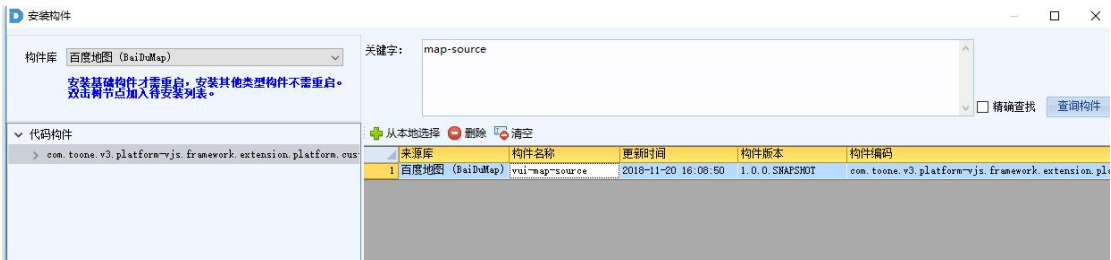 安装构件
构件库 百度地图 (BaiDuMap)
安装基础构件才需重启，安装其他类型构件不需重启。
双击树节点加入待安装列表。
关键字： map-source
精确查找 查询构件
代码构件
com.toone.v3.platform-vjs.framework.extension.platform.cus
从本地选择 删除 清空
来源库 构件名称 更新时间 构件版本 构件编码
1 百度地图 (BaiDuMap) vui-map-source 2018-11-20 16:08:50 1.0.0.SNAPSHOT com.toone.v3.platform-vjs.framework.extension.pla